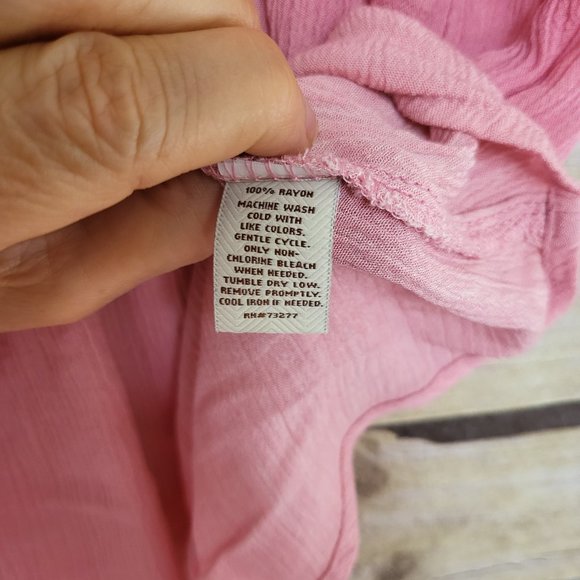 100% RAYON
MACHINE WASH
COLD WITH
LIKE COLORS.
GENTLE CYCLE.
ONLY NON-
CHLORINE BLEACH
WHEN NEEDED.
TUMBLE DRY LOW.
REMOVE PROMPTLY.
COOL IRON IF NEEDED.
RN#73277